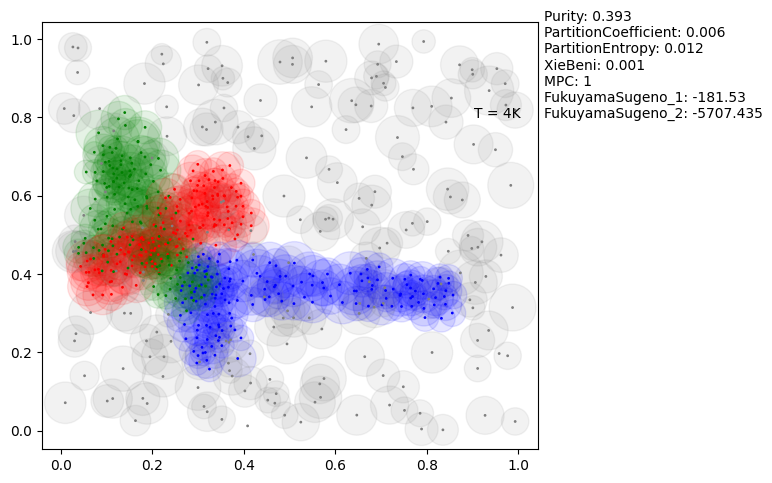 Purity: 0.393
PartitionCoefficient: 0.006
PartitionEntropy: 0.012
XieBeni: 0.001
MPC: 1
FukuyamaSugeno_1: -181.53
FukuyamaSugeno_2: -5707.435
T = 4K
1.0
0.8
0.6
0.4
0.2
0.0
0.0 0.2 0.4 0.6 0.8 1.0